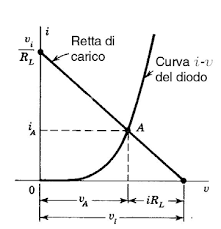 i
v_i
R_L
Retta di
carico
Curva i-v
del diodo
i_A
A
0
v
v_A
iR_L
v_i